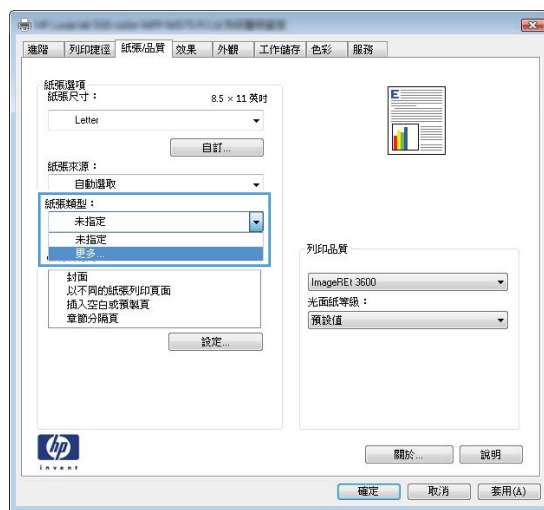 進階 列印捷徑 紙張/品質 效果 外觀 工作儲存 色彩 服務
紙張選項
紙張尺寸： 8.5 × 11 英吋
Letter
自訂...
紙張來源：
自動選取
紙張類型：
未指定
未指定
更多...
封面
以不同的紙張列印頁面
插入空白或預製頁
章節分隔頁
設定...
E
列印品質
ImageREt 3600
光面紙等級：
預設值
hp
invent
關於... 說明
確定 取消 套用(A)